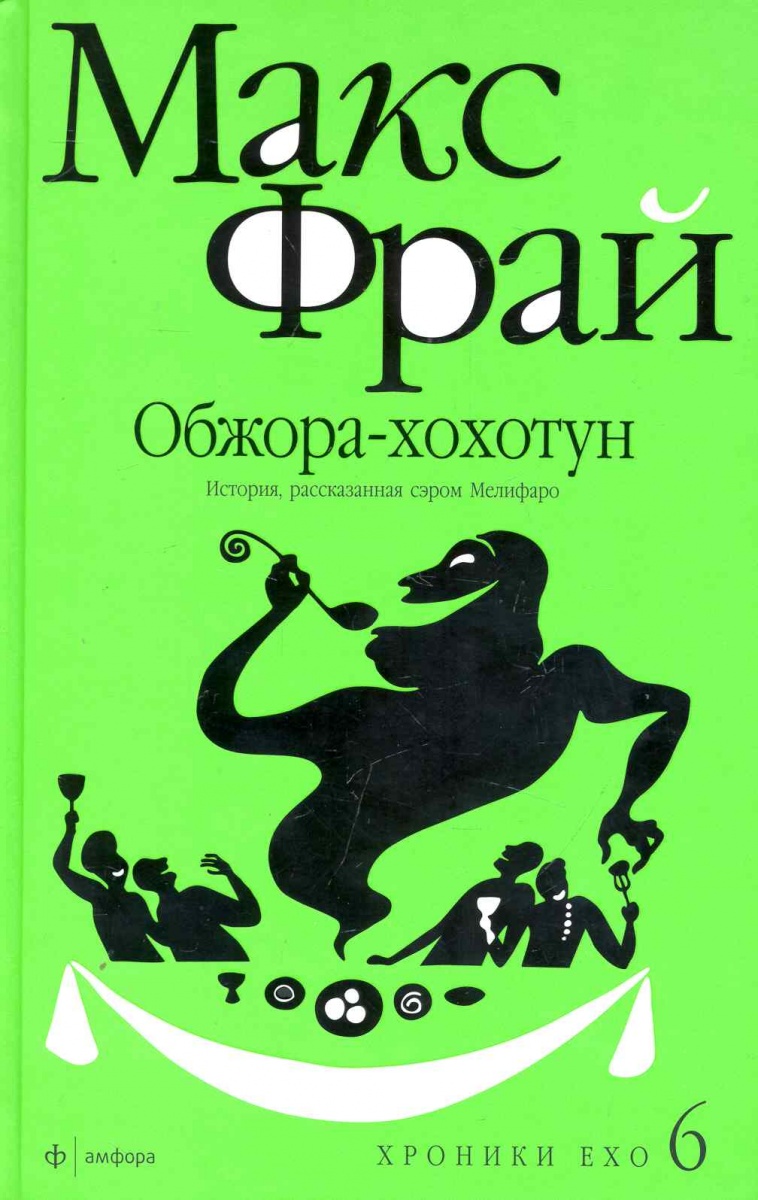 Макс
Фрай
Обжора-хохотун
История, рассказанная сэром Мелифаро
ф | амфора
ХРОНИКИ ЕХО 6